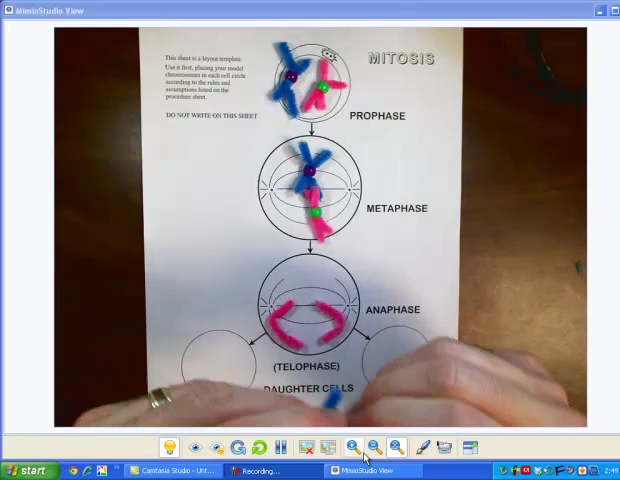 MimioStudio View
This sheet is a layout template.
Use it first, placing your model
chromosomes in each cell circle
according to the rules and
assumptions listed on the
procedure sheet.
DO NOT WRITE ON THIS SHEET
MITOSIS
PROPHASE
METAPHASE
ANAPHASE
(TELOPHASE)
DAUGHTER CELLS
start
Camtasia Studio - Unt...
Recording...
MimioStudio View
2:49